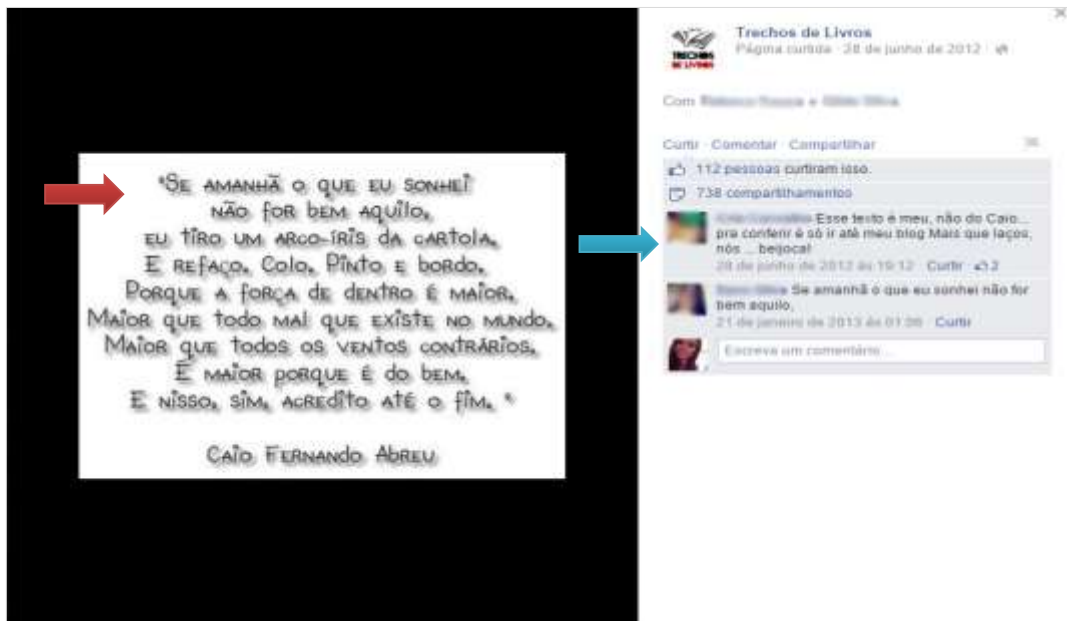 "Se amanhã o que eu sonhei
não for bem aquilo,
eu tiro um arco-íris da cartola.
E refaço. Colo. Pinto e bordo.
Porque a força de dentro é maior.
Maior que todo mal que existe no mundo.
Maior que todos os ventos contrários.
É maior porque é do bem.
E nisso, sim, acredito até o fim. "
Caio Fernando Abreu
TRECHOS
DE LIVROS
Trechos de Livros
Página curtida · 28 de junho de 2012 ·
Com e
Curtir · Comentar · Compartilhar
112 pessoas curtiram isso.
738 compartilhamentos
Esse texto é meu, não do Caio...
pra conferir é só ir até meu blog Mais que laços,
nós ... beijoca!
28 de junho de 2012 às 19:12 · Curtir · 2
Se amanhã o que eu sonhei não for
bem aquilo,
21 de janeiro de 2013 às · Curtir
Escreva um comentário...